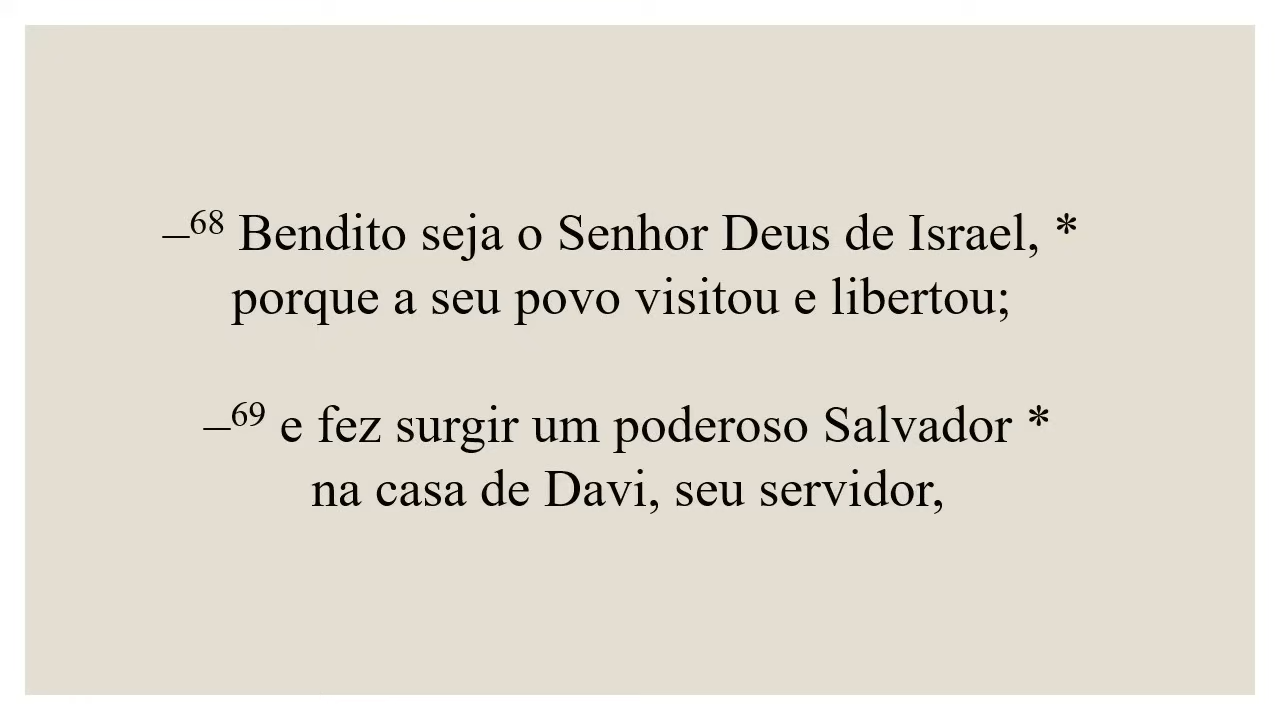 –68 Bendito seja o Senhor Deus de Israel, *
porque a seu povo visitou e libertou;
–69 e fez surgir um poderoso Salvador *
na casa de Davi, seu servidor,